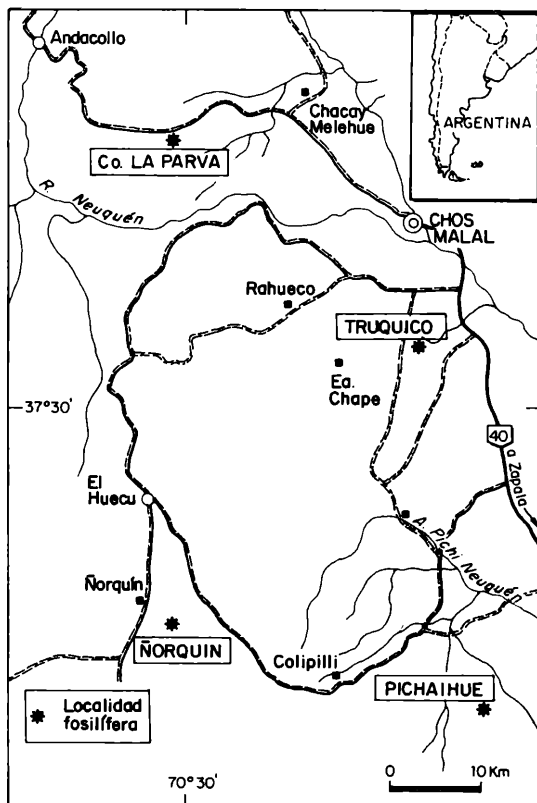 Andacollo
Chacay
Melehue
ARGENTINA
Co. LA PARVA
R. Neuquén
CHOS
MALAL
Rahueco
TRUQUICO
Ea.
Chape
37°30'
40
a Zapala
El
Huecu
A. Pichi Neuquén
Ñorquín
ÑORQUIN
Colipilli
PICHAIHUE
Localidad
fosilífera
0 10 Km
70°30'